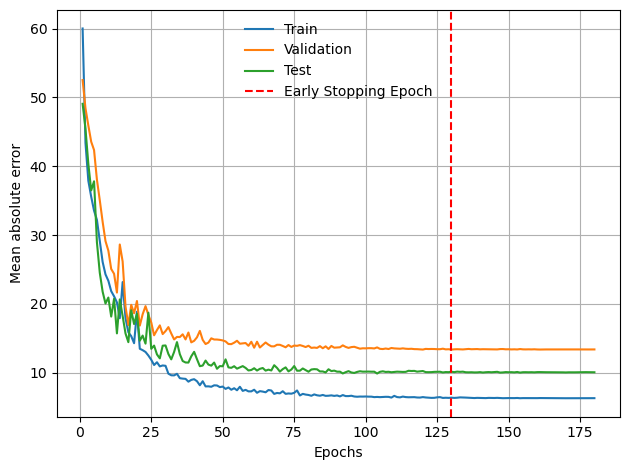 Train
Validation
Test
Early Stopping Epoch
Mean absolute error
60
50
40
30
20
10
0 25 50 75 100 125 150 175
Epochs